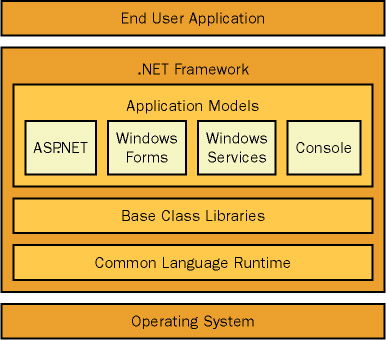 End User Application
.NET Framework
Application Models
ASP.NET
Windows
Forms
Windows
Services
Console
Base Class Libraries
Common Language Runtime
Operating System